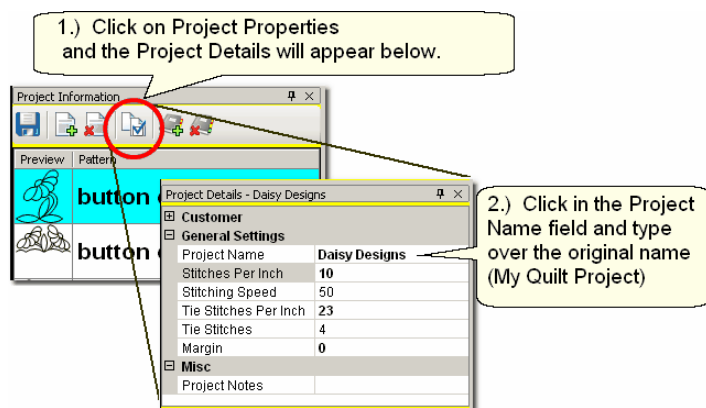 1.) Click on Project Properties
and the Project Details will appear below.
Project Information
Preview Pattern
button
button
Project Details - Daisy Designs
Customer
General Settings
Project Name Daisy Designs
Stitches Per Inch 10
Stitching Speed 50
Tie Stitches Per Inch 23
Tie Stitches 4
Margin 0
Misc
Project Notes
2.) Click in the Project
Name field and type
over the original name
(My Quilt Project)